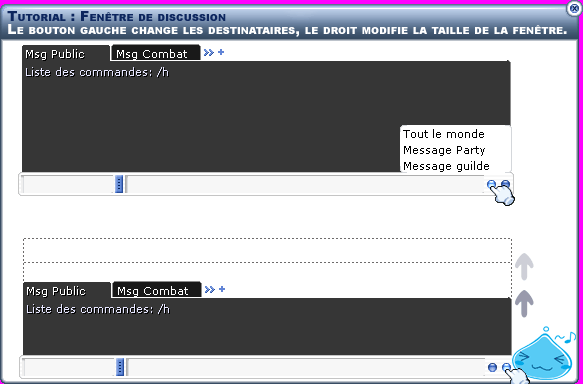 Tutorial : Fenêtre de discussion
Le bouton gauche change les destinataires, le droit modifie la taille de la fenêtre.
Msg Public
Msg Combat
Liste des commandes: /h
Tout le monde
Message Party
Message guilde
Msg Public
Msg Combat
Liste des commandes: /h